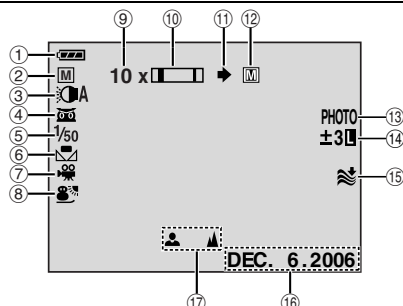 ⑨ ⑩ ⑪ ⑫
①
② M 10 x M
③ A
④
⑤ 1/50
⑥
⑦
⑧
PHOTO ⑬
±3 L ⑭
⑮
DEC. 6.2006
⑰ ⑯